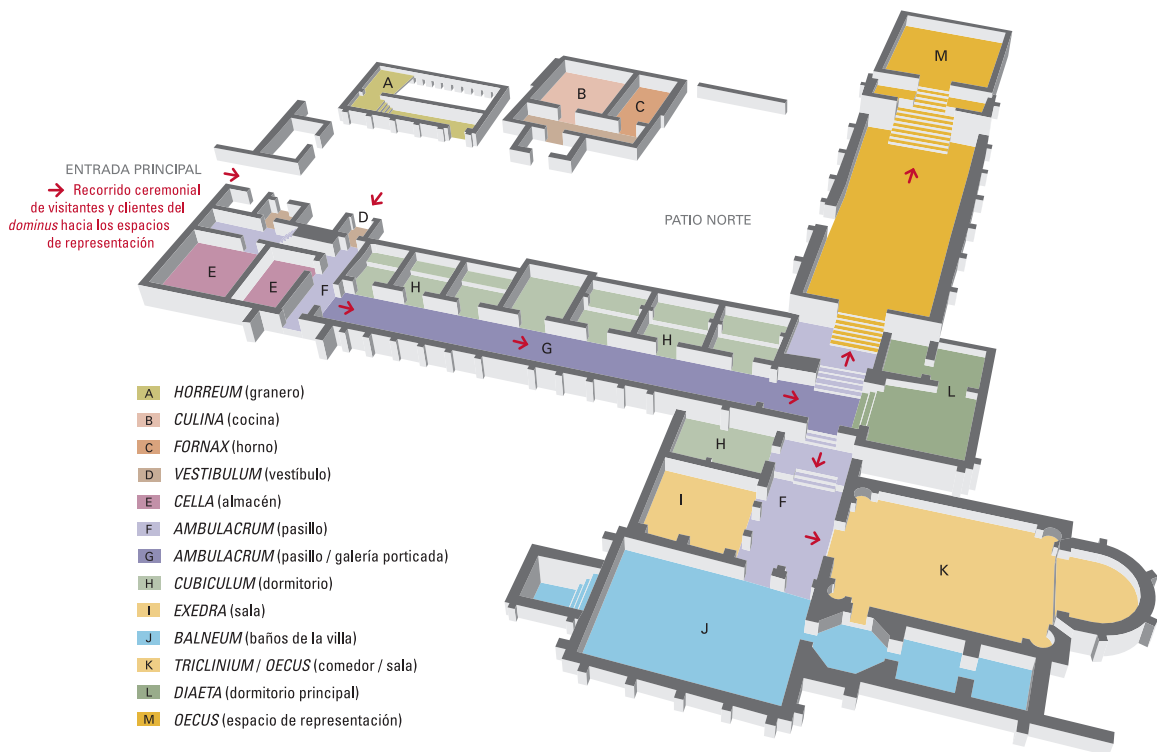 M
A
B
C
ENTRADA PRINCIPAL
→ Recorrido ceremonial
de visitantes y clientes del
dominus hacia los espacios
de representación
D
PATIO NORTE
E
E
F
H
G
H
L
H
I
F
K
J
A HORREUM (granero)
B CULINA (cocina)
C FORNAX (horno)
D VESTIBULUM (vestíbulo)
E CELLA (almacén)
F AMBULACRUM (pasillo)
G AMBULACRUM (pasillo / galería porticada)
H CUBICULUM (dormitorio)
I EXEDRA (sala)
J BALNEUM (baños de la villa)
K TRICLINIUM / OECUS (comedor / sala)
L DIAETA (dormitorio principal)
M OECUS (espacio de representación)